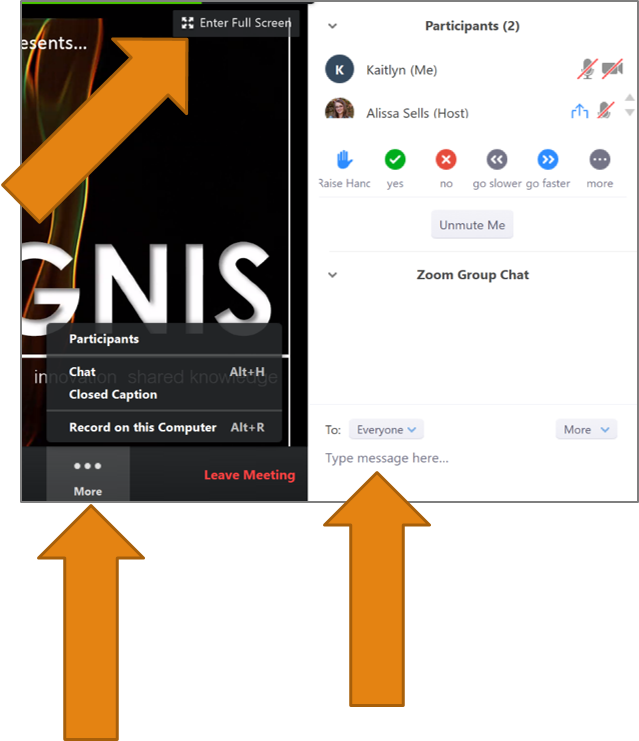 Enter Full Screen
esents...
GNIS
innovation shared knowledge
Participants
Chat Alt+H
Closed Caption
Record on this Computer Alt+R
More
Leave Meeting
Participants (2)
K
Kaitlyn (Me)
Alissa Sells (Host)
Raise Hanc
yes
no
go slower
go faster
more
Unmute Me
Zoom Group Chat
To: Everyone
More
Type message here...